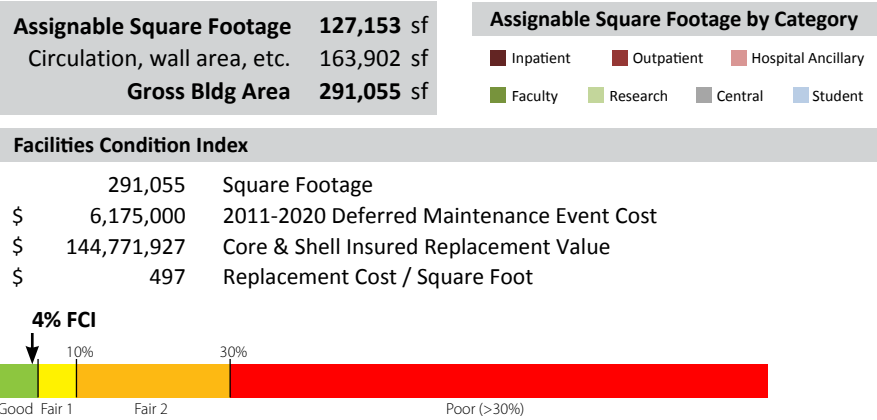 Assignable Square Footage 127,153 sf
Circulation, wall area, etc. 163,902 sf
Gross Bldg Area 291,055 sf
Assignable Square Footage by Category
Inpatient Outpatient Hospital Ancillary
Faculty Research Central Student
Facilities Condition Index
291,055 Square Footage
$ 6,175,000 2011-2020 Deferred Maintenance Event Cost
$ 144,771,927 Core & Shell Insured Replacement Value
$ 497 Replacement Cost / Square Foot
4% FCI
10% 30%
Good Fair 1 Fair 2 Poor (>30%)